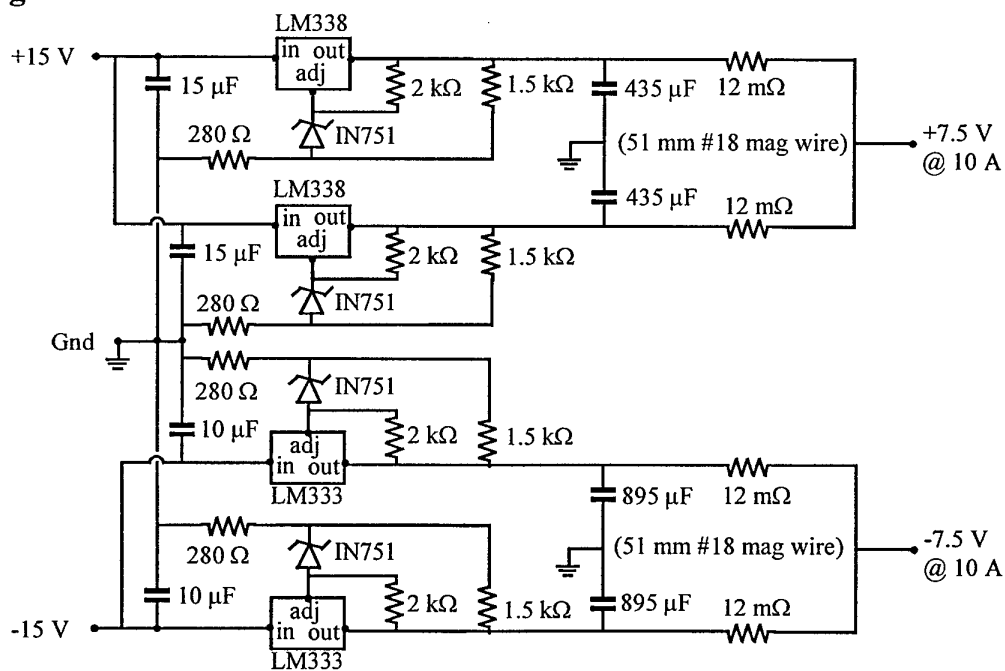 g
LM338
+15 V
in out
adj
15 µF
2 kΩ
1.5 kΩ
435 µF
12 mΩ
280 Ω
IN751
(51 mm #18 mag wire)
+7.5 V
@ 10 A
LM338
in out
adj
435 µF
12 mΩ
15 µF
2 kΩ
1.5 kΩ
280 Ω
IN751
Gnd
280 Ω
IN751
10 µF
adj
in out
2 kΩ
1.5 kΩ
LM333
895 µF
12 mΩ
280 Ω
IN751
(51 mm #18 mag wire)
-7.5 V
@ 10 A
10 µF
adj
in out
2 kΩ
1.5 kΩ
895 µF
12 mΩ
-15 V
LM333